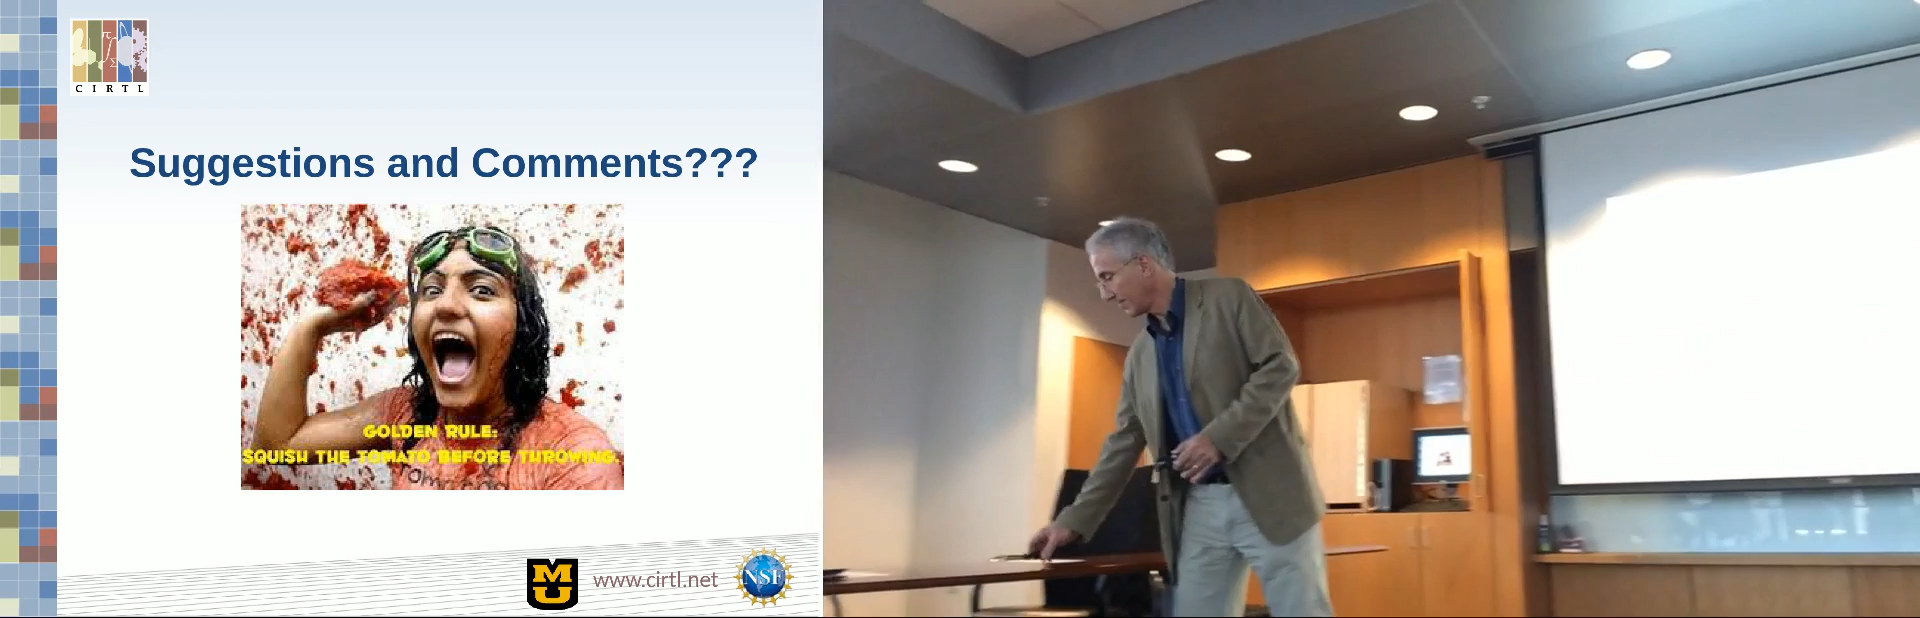 CIRTL
Suggestions and Comments???
GOLDEN RULE:
SQUISH THE TOMATO BEFORE THROWING.
MU
www.cirtl.net
NSF